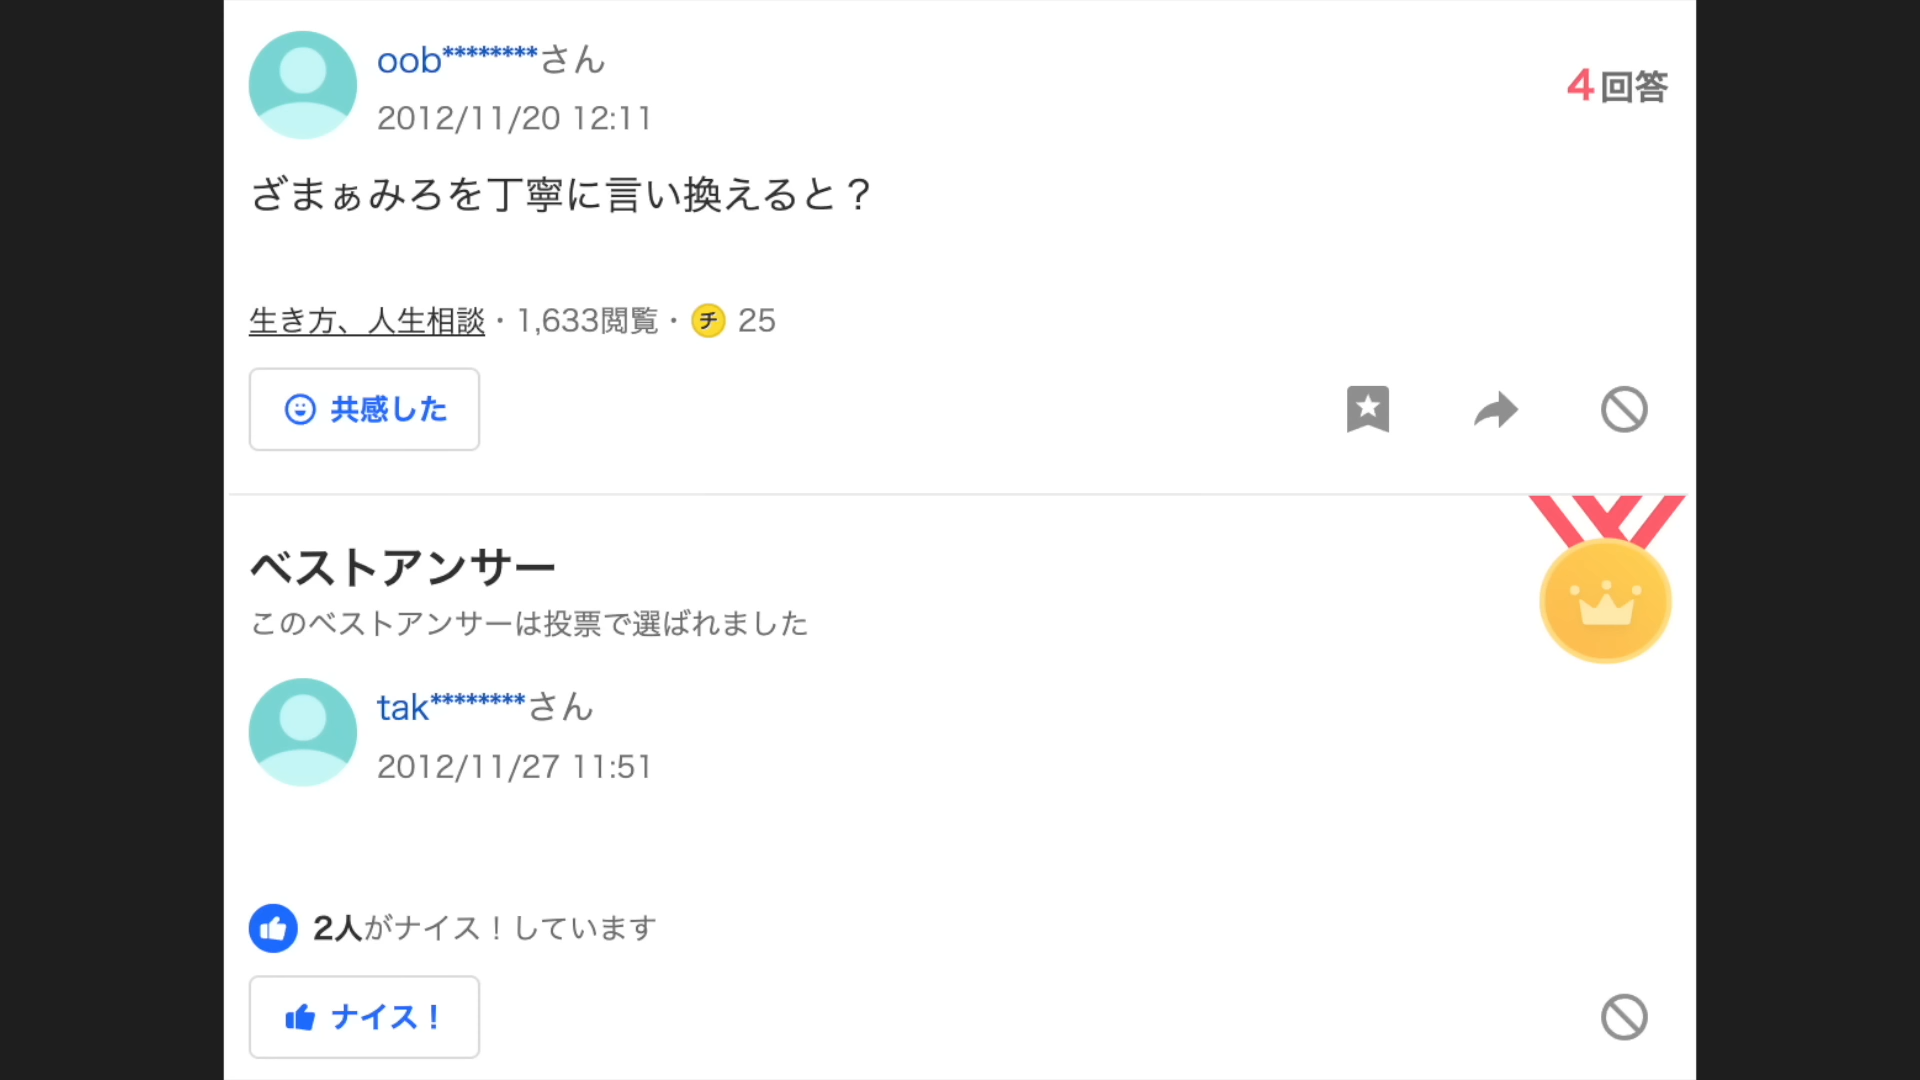 oob********さん
2012/11/20 12:11
4回答
ざまぁみろを丁寧に言い換えると？
生き方、人生相談・1,633閲覧・チ 25
共感した
ベストアンサー
このベストアンサーは投票で選ばれました
tak********さん
2012/11/27 11:51
2人がナイス！しています
ナイス！